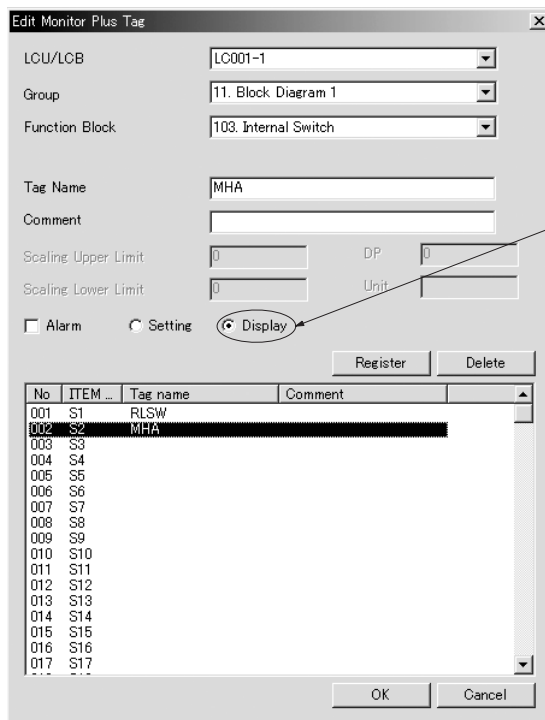 Edit Monitor Plus Tag
LCU/LCB LC001-1
Group 11. Block Diagram 1
Function Block 103. Internal Switch
Tag Name MHA
Comment
Scaling Upper Limit 0 DP 0
Scaling Lower Limit 0 Unit
Alarm Setting Display
Register Delete
No ITEM ... Tag name Comment
001 S1 RLSW
002 S2 MHA
003 S3
004 S4
005 S5
006 S6
007 S7
008 S8
009 S9
010 S10
011 S11
012 S12
013 S13
014 S14
015 S15
016 S16
017 S17
OK Cancel